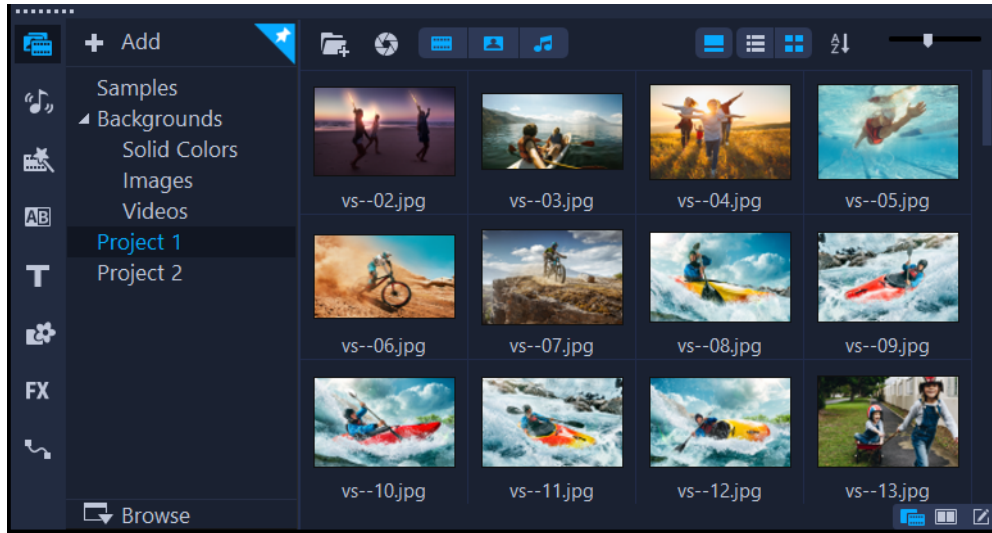 Add
Samples
Backgrounds
Solid Colors
Images
Videos
Project 1
Project 2
Browse
AB
T
FX
A
Z
vs--02.jpg
vs--03.jpg
vs--04.jpg
vs--05.jpg
vs--06.jpg
vs--07.jpg
vs--08.jpg
vs--09.jpg
vs--10.jpg
vs--11.jpg
vs--12.jpg
vs--13.jpg